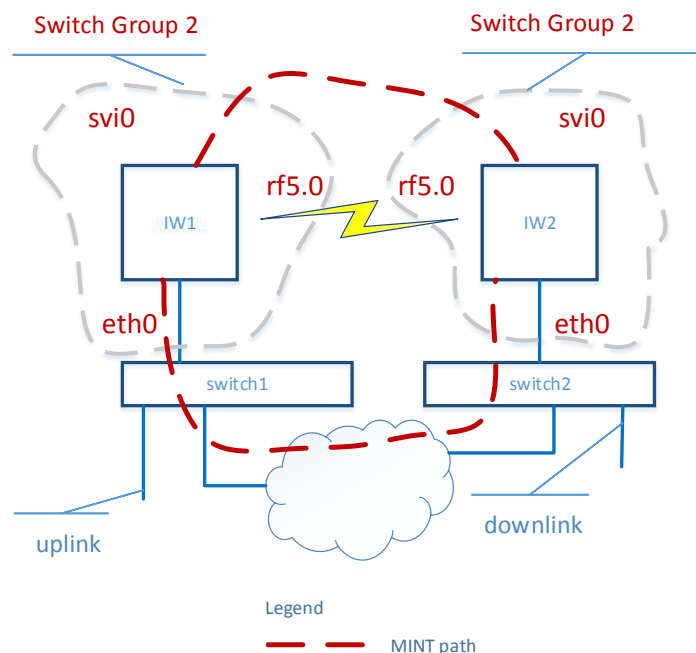 Switch Group 2
Switch Group 2
svi0
svi0
rf5.0
rf5.0
IW1
IW2
eth0
eth0
switch1
switch2
uplink
downlink
Legend
MINT path